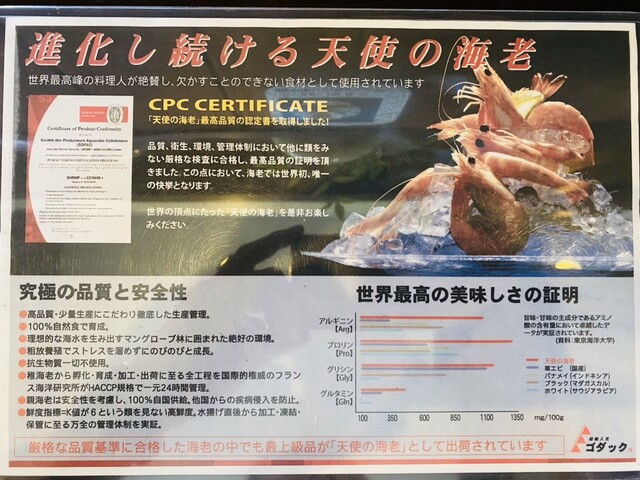 進化し続ける天使の海老
世界最高峰の料理人が絶賛し、欠かすことのできない食材として使用されています
Certificate of Product Conformity
(SOPAC)
CPC CERTIFICATE
「天使の海老」最高品質の認定書を取得しました!
品質、衛生、環境、管理体制において他に類をみ
ない厳格な検査に合格し、最高品質の証明を頂
きました。この点において、海老では世界初、唯一
の快挙となります。
世界の頂点にたった「天使の海老」を是非お楽し
みください。
究極の品質と安全性
●高品質・少量生産にこだわり徹底した生産管理。
●100%自然食で育成。
●理想的な海水を生み出すマングローブ林に囲まれた絶好の環境。
●粗放養殖でストレスを溜めずにのびのびと成長。
●抗生物質一切不使用。
●種海老から孵化・育成・加工・出荷に至る全工程を国際的権威のフラン
ス海洋研究所がHACCP規格で一元24時間管理。
●親海老は安全性を考慮し、100%自国供給。他国からの疾病侵入を防止。
●鮮度指標=K値が6という類を見ない高鮮度。水揚げ直後から加工・凍結・
保管に至る万全の管理体制を実証。
世界最高の美味しさの証明
アルギニン
[Arg]
プロリン
[Pro]
グリシン
[Gly]
グルタミン
[Gln]
100 350 600 850 1100 1350 mg/100g
旨味・甘味の主成分であるアミノ
酸の含有量において卓越したデー
タが実証されています。
(資料:東京海洋大学)
天使の海老
車エビ (国産)
バナメイ(インドネシア)
ブラック(マダガスカル)
ホワイト(サウジアラビア)
厳格な品質基準に合格した海老の中でも最上級品が「天使の海老」として出荷されています
ゴダック